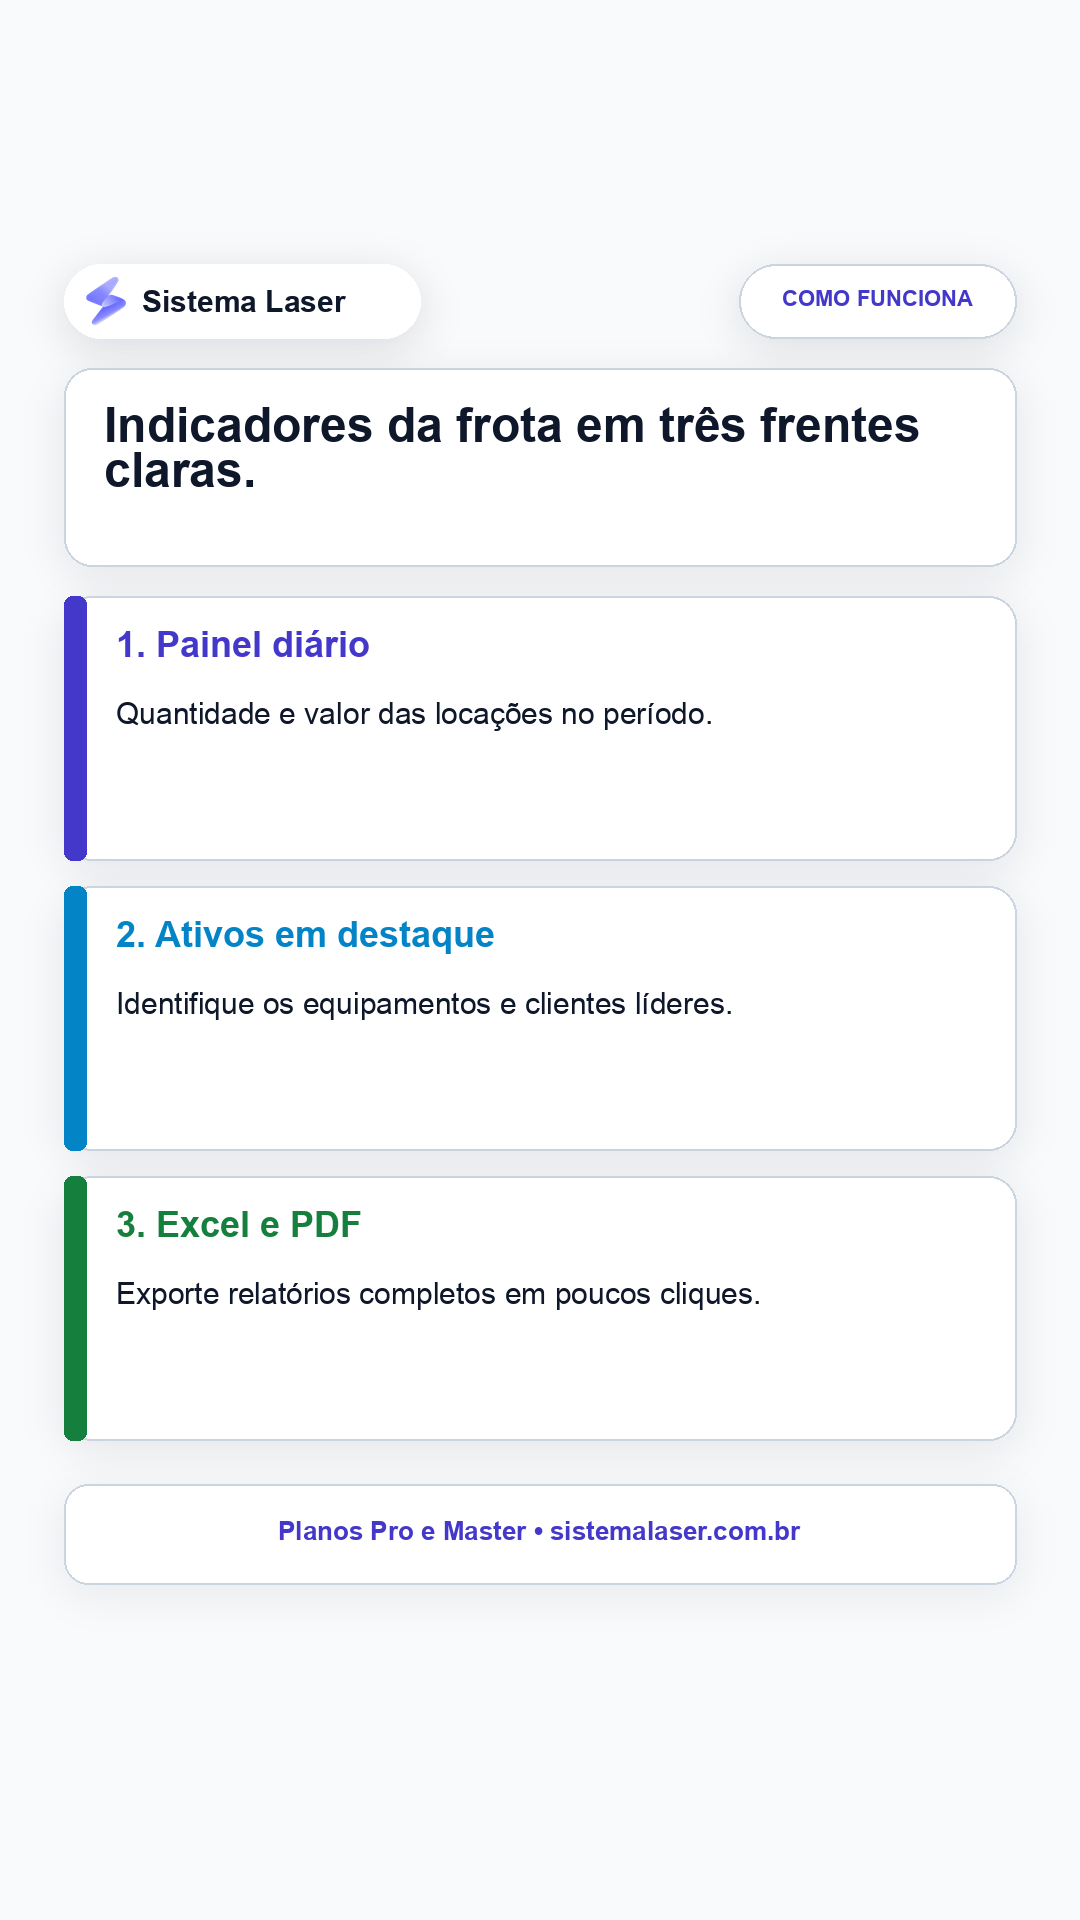 Sistema Laser
COMO FUNCIONA
Indicadores da frota em três frentes
claras.
1. Painel diário
Quantidade e valor das locações no período.
2. Ativos em destaque
Identifique os equipamentos e clientes líderes.
3. Excel e PDF
Exporte relatórios completos em poucos cliques.
Planos Pro e Master • sistemalaser.com.br